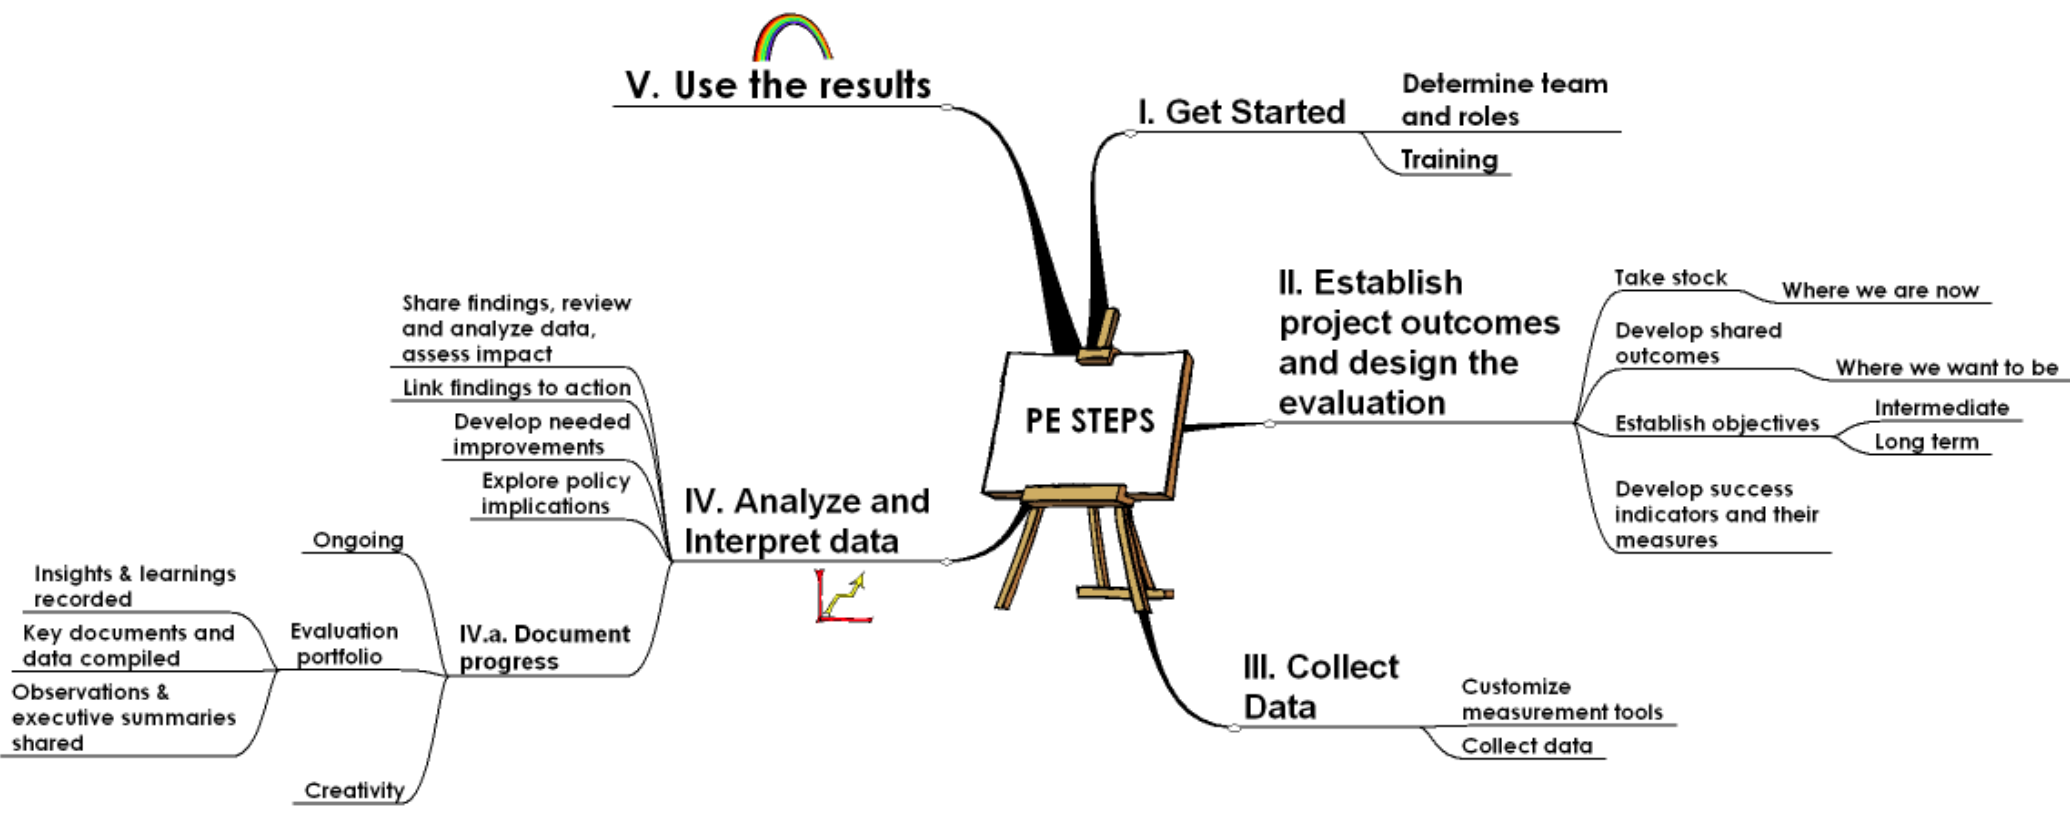 PE STEPS
I. Get Started
Determine team
and roles
Training
II. Establish
project outcomes
and design the
evaluation
Take stock
Where we are now
Develop shared
outcomes
Where we want to be
Establish objectives
Intermediate
Long term
Develop success
indicators and their
measures
III. Collect
Data
Customize
measurement tools
Collect data
IV. Analyze and
Interpret data
Share findings, review
and analyze data,
assess impact
Link findings to action
Develop needed
improvements
Explore policy
implications
IV.a. Document
progress
Ongoing
Evaluation
portfolio
Insights & learnings
recorded
Key documents and
data compiled
Observations &
executive summaries
shared
Creativity
V. Use the results